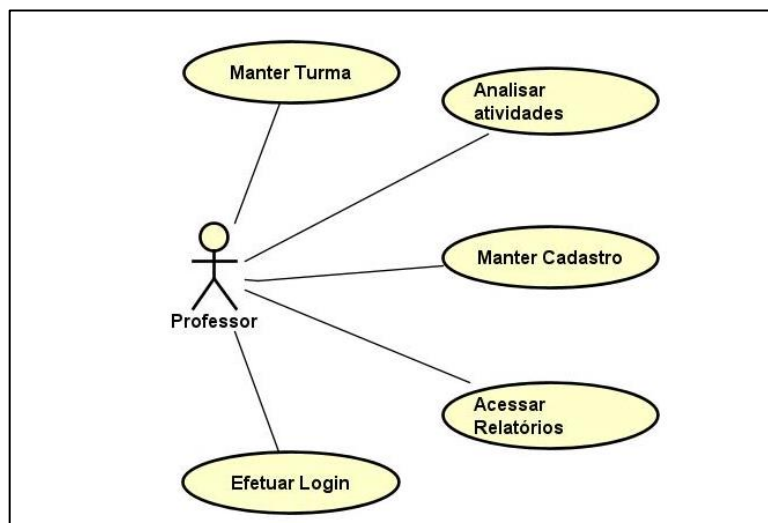 Manter Turma
Analisar
atividades
Manter Cadastro
Professor
Acessar
Relatórios
Efetuar Login